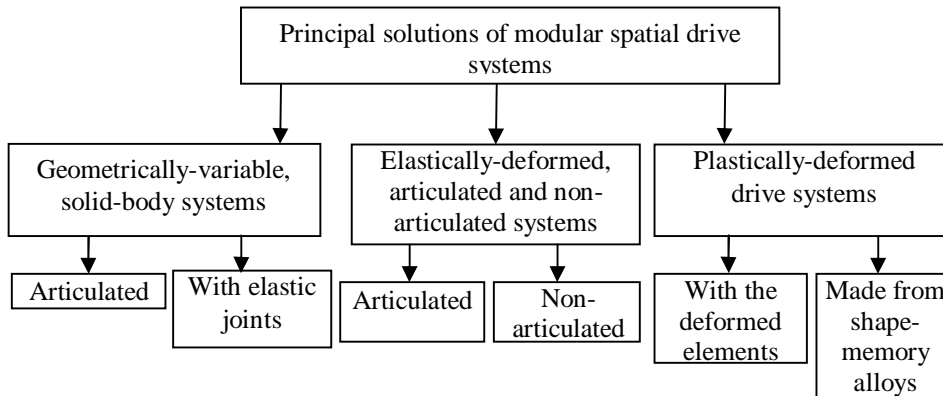 Principal solutions of modular spatial drive
systems
Geometrically-variable,
solid-body systems
Elastically-deformed,
articulated and non-
articulated systems
Plastically-deformed
drive systems
Articulated
With elastic
joints
Articulated
Non-
articulated
With the
deformed
elements
Made from
shape-
memory
alloys